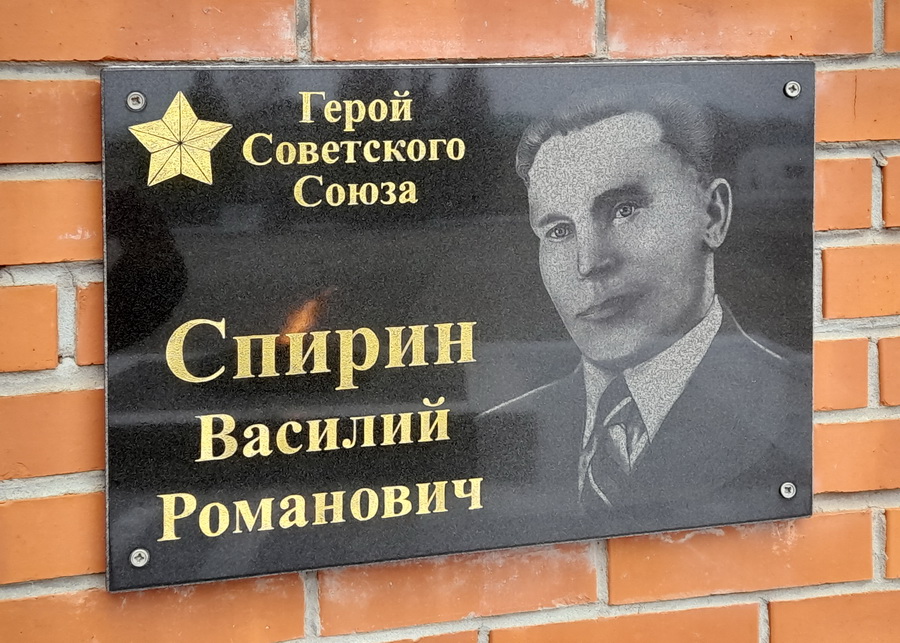 Герой
Советского
Союза
Спирин
Василий
Романович